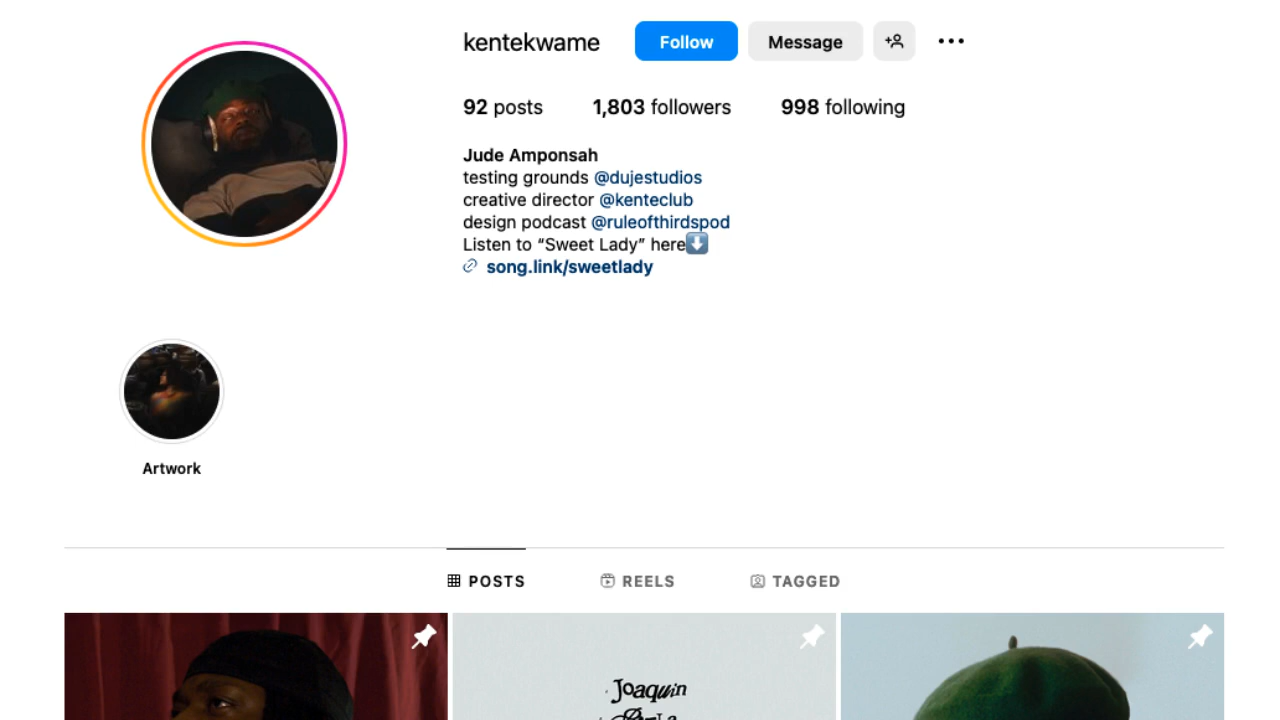 kentekwame Follow Message
92 posts 1,803 followers 998 following
Jude Amponsah
testing grounds @dujestudios
creative director @kenteclub
design podcast @ruleofthirdspod
Listen to “Sweet Lady” here⬇️
song.link/sweetlady
Artwork
POSTS REELS TAGGED
Joaquin